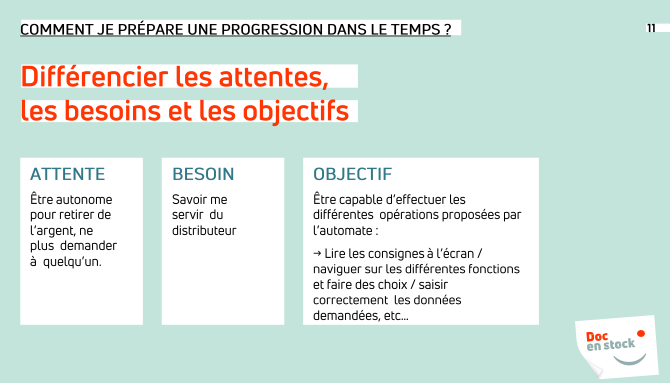 COMMENT JE PRÉPARE UNE PROGRESSION DANS LE TEMPS ?
11
Différencier les attentes,
les besoins et les objectifs
ATTENTE
Être autonome
pour retirer de
l'argent, ne
plus demander
à quelqu'un.
BESOIN
Savoir me
servir du
distributeur
OBJECTIF
Être capable d'effectuer les
différentes opérations proposées par
l'automate :
→ Lire les consignes à l'écran /
naviguer sur les différentes fonctions
et faire des choix / saisir
correctement les données
demandées, etc...
Doc
en stock